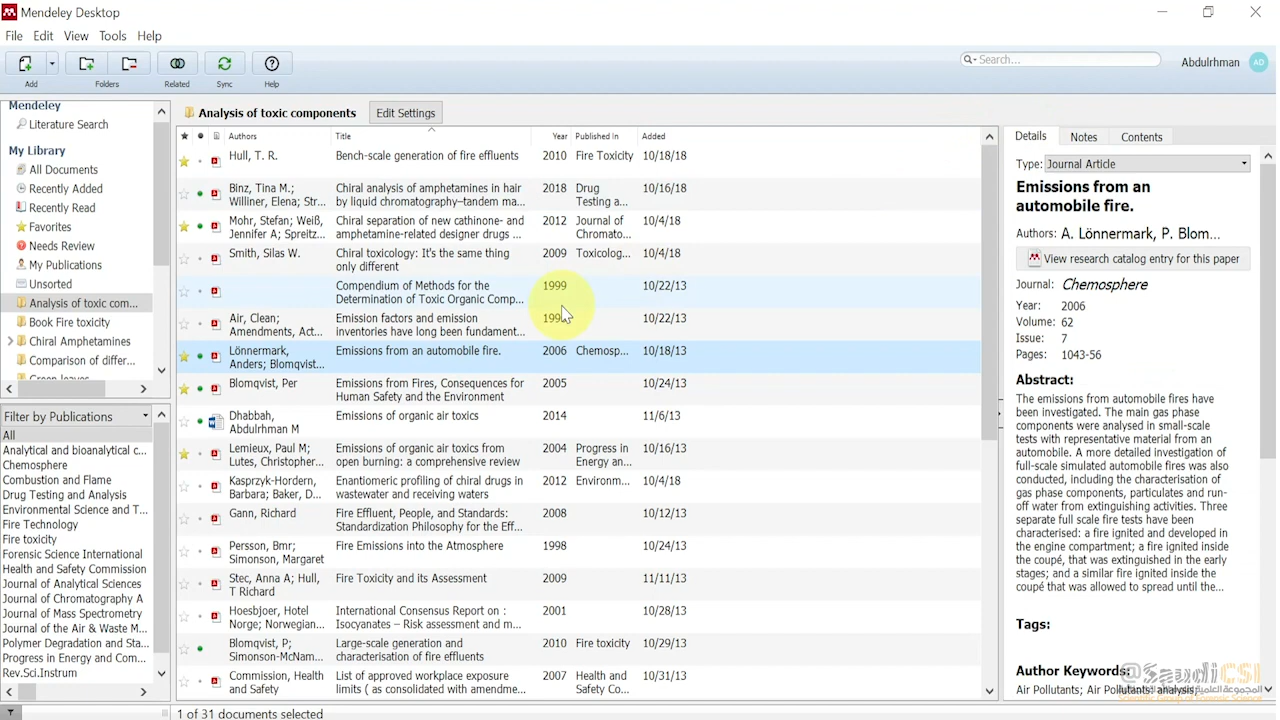 Mendeley Desktop
File Edit View Tools Help
Add Folders Related Sync Help
Search...
Abdulrhman AD
Mendeley
Literature Search
My Library
All Documents
Recently Added
Recently Read
Favorites
Needs Review
My Publications
Unsorted
Analysis of toxic com...
Book Fire toxicity
Chiral Amphetamines
Comparison of differ...
Green leaves
Filter by Publications
All
Analytical and bioanalytical c...
Chemosphere
Combustion and Flame
Drug Testing and Analysis
Environmental Science and T...
Fire Technology
Fire toxicity
Forensic Science International
Health and Safety Commission
Journal of Analytical Sciences
Journal of Chromatography A
Journal of Mass Spectrometry
Journal of the Air & Waste M...
Polymer Degradation and Sta...
Progress in Energy and Com...
Rev.Sci.Instrum
Analysis of toxic components Edit Settings
Authors Title Year Published In Added
Hull, T. R. Bench-scale generation of fire effluents 2010 Fire Toxicity 10/18/18
Binz, Tina M.; Chiral analysis of amphetamines in hair 2018 Drug 10/16/18
Williner, Elena; Str... by liquid chromatography–tandem ma... Testing a...
Mohr, Stefan; Weiß, Chiral separation of new cathinone- and 2012 Journal of 10/4/18
Jennifer A; Spreitz... amphetamine-related designer drugs ... Chromato...
Smith, Silas W. Chiral toxicology: It's the same thing 2009 Toxicolog... 10/4/18
only different
Compendium of Methods for the 1999 10/22/13
Determination of Toxic Organic Comp...
Air, Clean; Emission factors and emission 10/22/13
Amendments, Act... inventories have long been fundament...
Lönnermark, Emissions from an automobile fire. 2006 Chemosp... 10/18/13
Anders; Blomqvist...
Blomqvist, Per Emissions from Fires, Consequences for 2005 10/24/13
Human Safety and the Environment
Dhabbah, Emissions of organic air toxics 2014 11/6/13
Abdulrhman M
Lemieux, Paul M; Emissions of organic air toxics from 2004 Progress in 10/16/13
Lutes, Christopher... open burning: a comprehensive review Energy an...
Kasprzyk-Hordern, Enantiomeric profiling of chiral drugs in 2012 Environm... 10/4/18
Barbara; Baker, D... wastewater and receiving waters
Gann, Richard Fire Effluent, People, and Standards: 2008 10/12/13
Standardization Philosophy for the Eff...
Persson, Bmr; Fire Emissions into the Atmosphere 1998 10/24/13
Simonson, Margaret
Stec, Anna A; Hull, Fire Toxicity and its Assessment 2009 11/11/13
T Richard
Hoesbjoer, Hotel International Consensus Report on : 2001 10/28/13
Norge; Norwegian... Isocyanates – Risk assessment and m...
Blomqvist, P; Large-scale generation and 2010 Fire toxicity 10/29/13
Simonson-McNam... characterisation of fire effluents
Commission, Health List of approved workplace exposure 2007 Health and 10/31/13
and Safety limits ( as consolidated with amendme... Safety Co...
Details Notes Contents
Type: Journal Article
Emissions from an
automobile fire.
Authors: A. Lönnermark, P. Blom...
View research catalog entry for this paper
Journal: Chemosphere
Year: 2006
Volume: 62
Issue: 7
Pages: 1043-56
Abstract:
The emissions from automobile fires have
been investigated. The main gas phase
components were analysed in small-scale
tests with representative material from an
automobile. A more detailed investigation of
full-scale simulated automobile fires was also
conducted, including the characterisation of
gas phase components, particulates and run-
off water from extinguishing activities. Three
separate full scale fire tests have been
characterised: a fire ignited and developed in
the engine compartment; a fire ignited inside
the coupé, that was extinguished in the early
stages; and a similar fire ignited inside the
coupé that was allowed to spread until the...
Tags:
Author Keywords:
Air Pollutants; Air Pollutants: analysis;
@SaudiCSI
المجموعة العلمية
Scientific Group of Forensic Science
1 of 31 documents selected